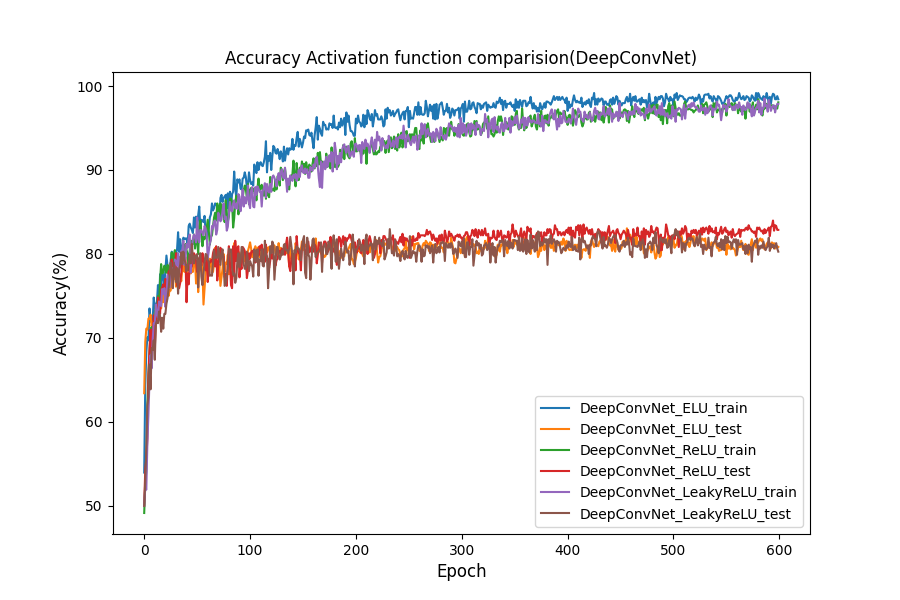 Accuracy Activation function comparision(DeepConvNet)
100
90
80
70
60
50
Accuracy(%)
DeepConvNet_ELU_train
DeepConvNet_ELU_test
DeepConvNet_ReLU_train
DeepConvNet_ReLU_test
DeepConvNet_LeakyReLU_train
DeepConvNet_LeakyReLU_test
0 100 200 300 400 500 600
Epoch